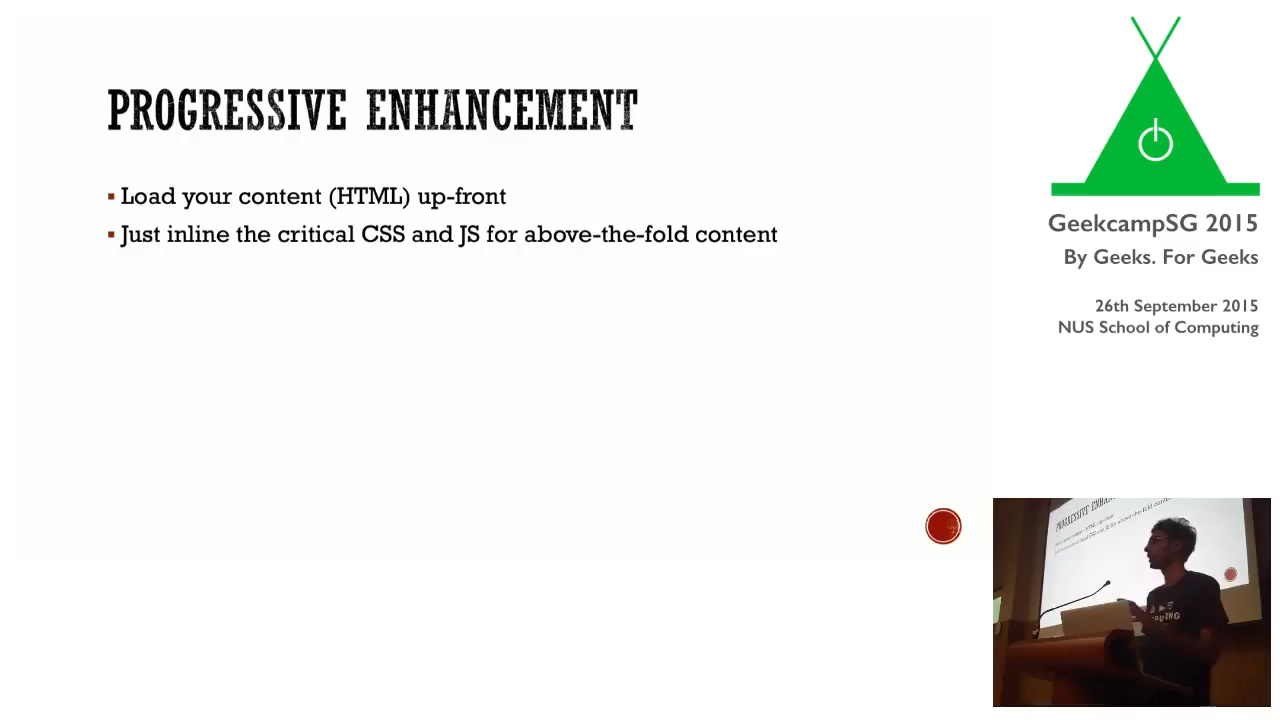 PROGRESSIVE ENHANCEMENT
Load your content (HTML) up-front
Just inline the critical CSS and JS for above-the-fold content
GeekcampSG 2015
By Geeks. For Geeks
26th September 2015
NUS School of Computing